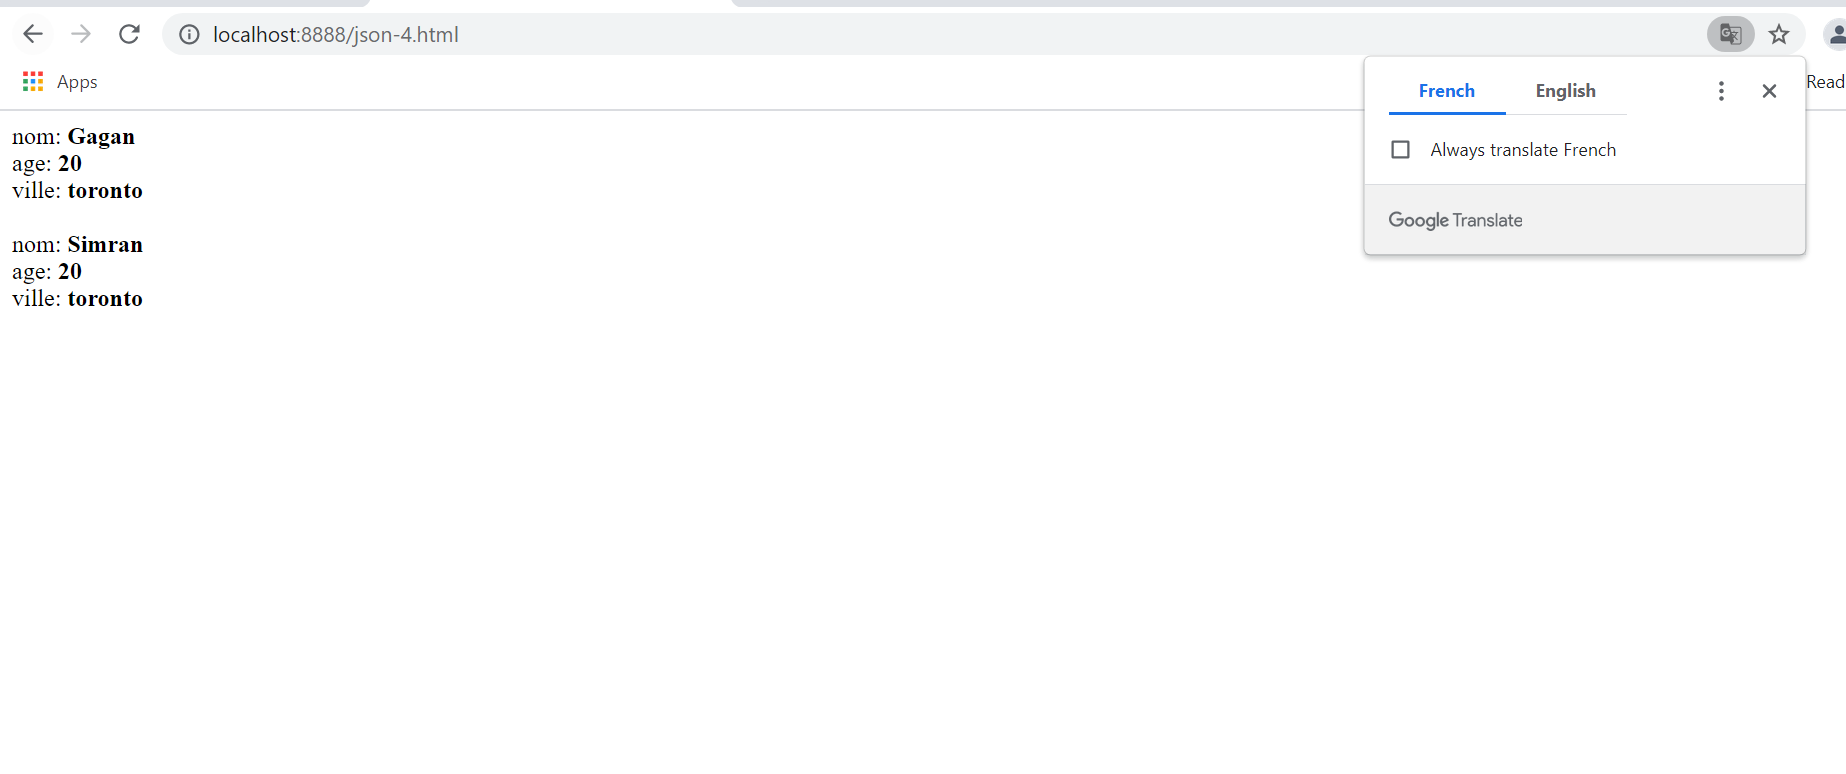 localhost:8888/json-4.html
Apps
Read
French English
Always translate French
Google Translate
nom: Gagan
age: 20
ville: toronto
nom: Simran
age: 20
ville: toronto